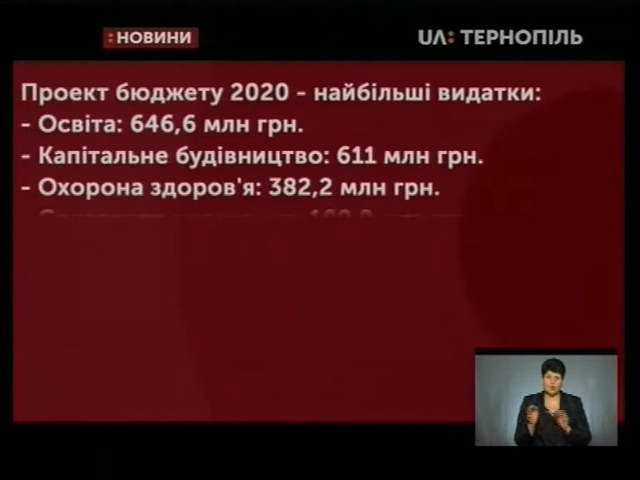 :НОВИНИ
UA: ТЕРНОПІЛЬ
Проект бюджету 2020 - найбільші видатки:
- Освіта: 646,6 млн грн.
- Капітальне будівництво: 611 млн грн.
- Охорона здоров'я: 382,2 млн грн.